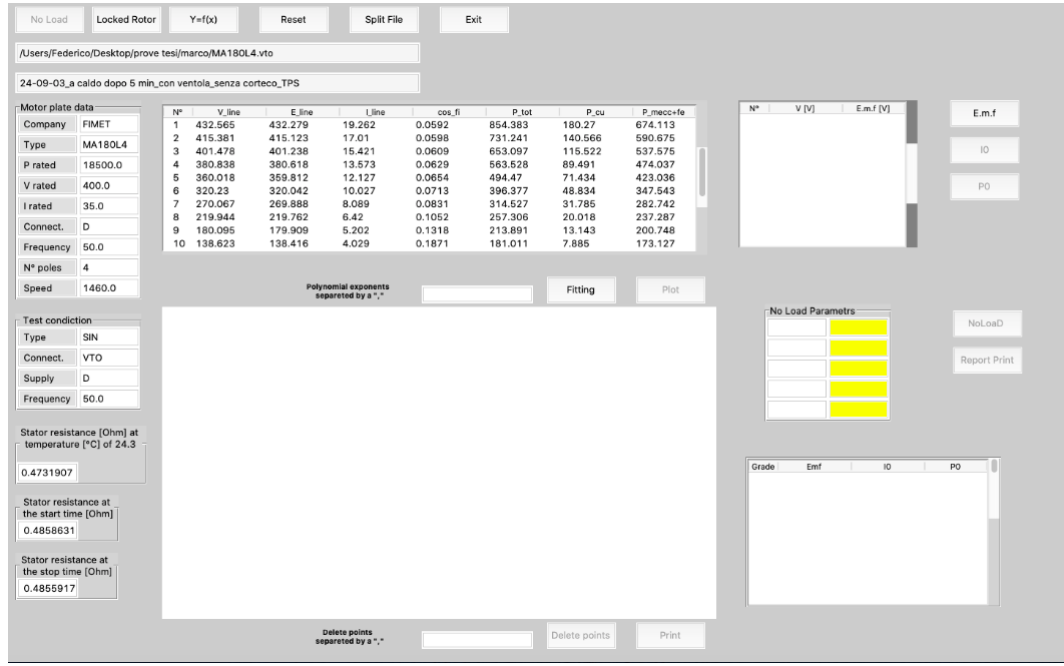 No Load Locked Rotor Y=f(x) Reset Split File Exit
/Users/Federico/Desktop/prove tesi/marco/MA180L4.vto
24-09-03_a caldo dopo 5 min_con ventola_senza corteco_TPS
Motor plate data
Company FIMET
Type MA180L4
P rated 18500.0
V rated 400.0
I rated 35.0
Connect. D
Frequency 50.0
N° poles 4
Speed 1460.0
N° V_line E_line I_line cos_fi P_tot P_cu P_mecc+fe
1 432.565 432.279 19.262 0.0592 854.383 180.27 674.113
2 415.381 415.123 17.01 0.0598 731.241 140.566 590.675
3 401.478 401.238 15.421 0.0609 653.097 115.522 537.575
4 380.838 380.618 13.573 0.0629 563.528 89.491 474.037
5 360.018 359.812 12.127 0.0654 494.47 71.434 423.036
6 320.23 320.042 10.027 0.0713 396.377 48.834 347.543
7 270.067 269.888 8.089 0.0831 314.527 31.785 282.742
8 219.944 219.762 6.42 0.1052 257.306 20.018 237.287
9 180.095 179.909 5.202 0.1318 213.891 13.143 200.748
10 138.623 138.416 4.029 0.1871 181.011 7.885 173.127
N° V [V] E.m.f [V]
E.m.f
I0
P0
Polynomial exponents
separeted by a ","
Fitting Plot
Test condiction
Type SIN
Connect. VTO
Supply D
Frequency 50.0
No Load Parametrs
NoLoaD
Report Print
Stator resistance [Ohm] at
temperature [°C] of 24.3
0.4731907
Stator resistance at
the start time [Ohm]
0.4858631
Stator resistance at
the stop time [Ohm]
0.4855917
Grade Emf I0 P0
Delete points
separeted by a ","
Delete points Print